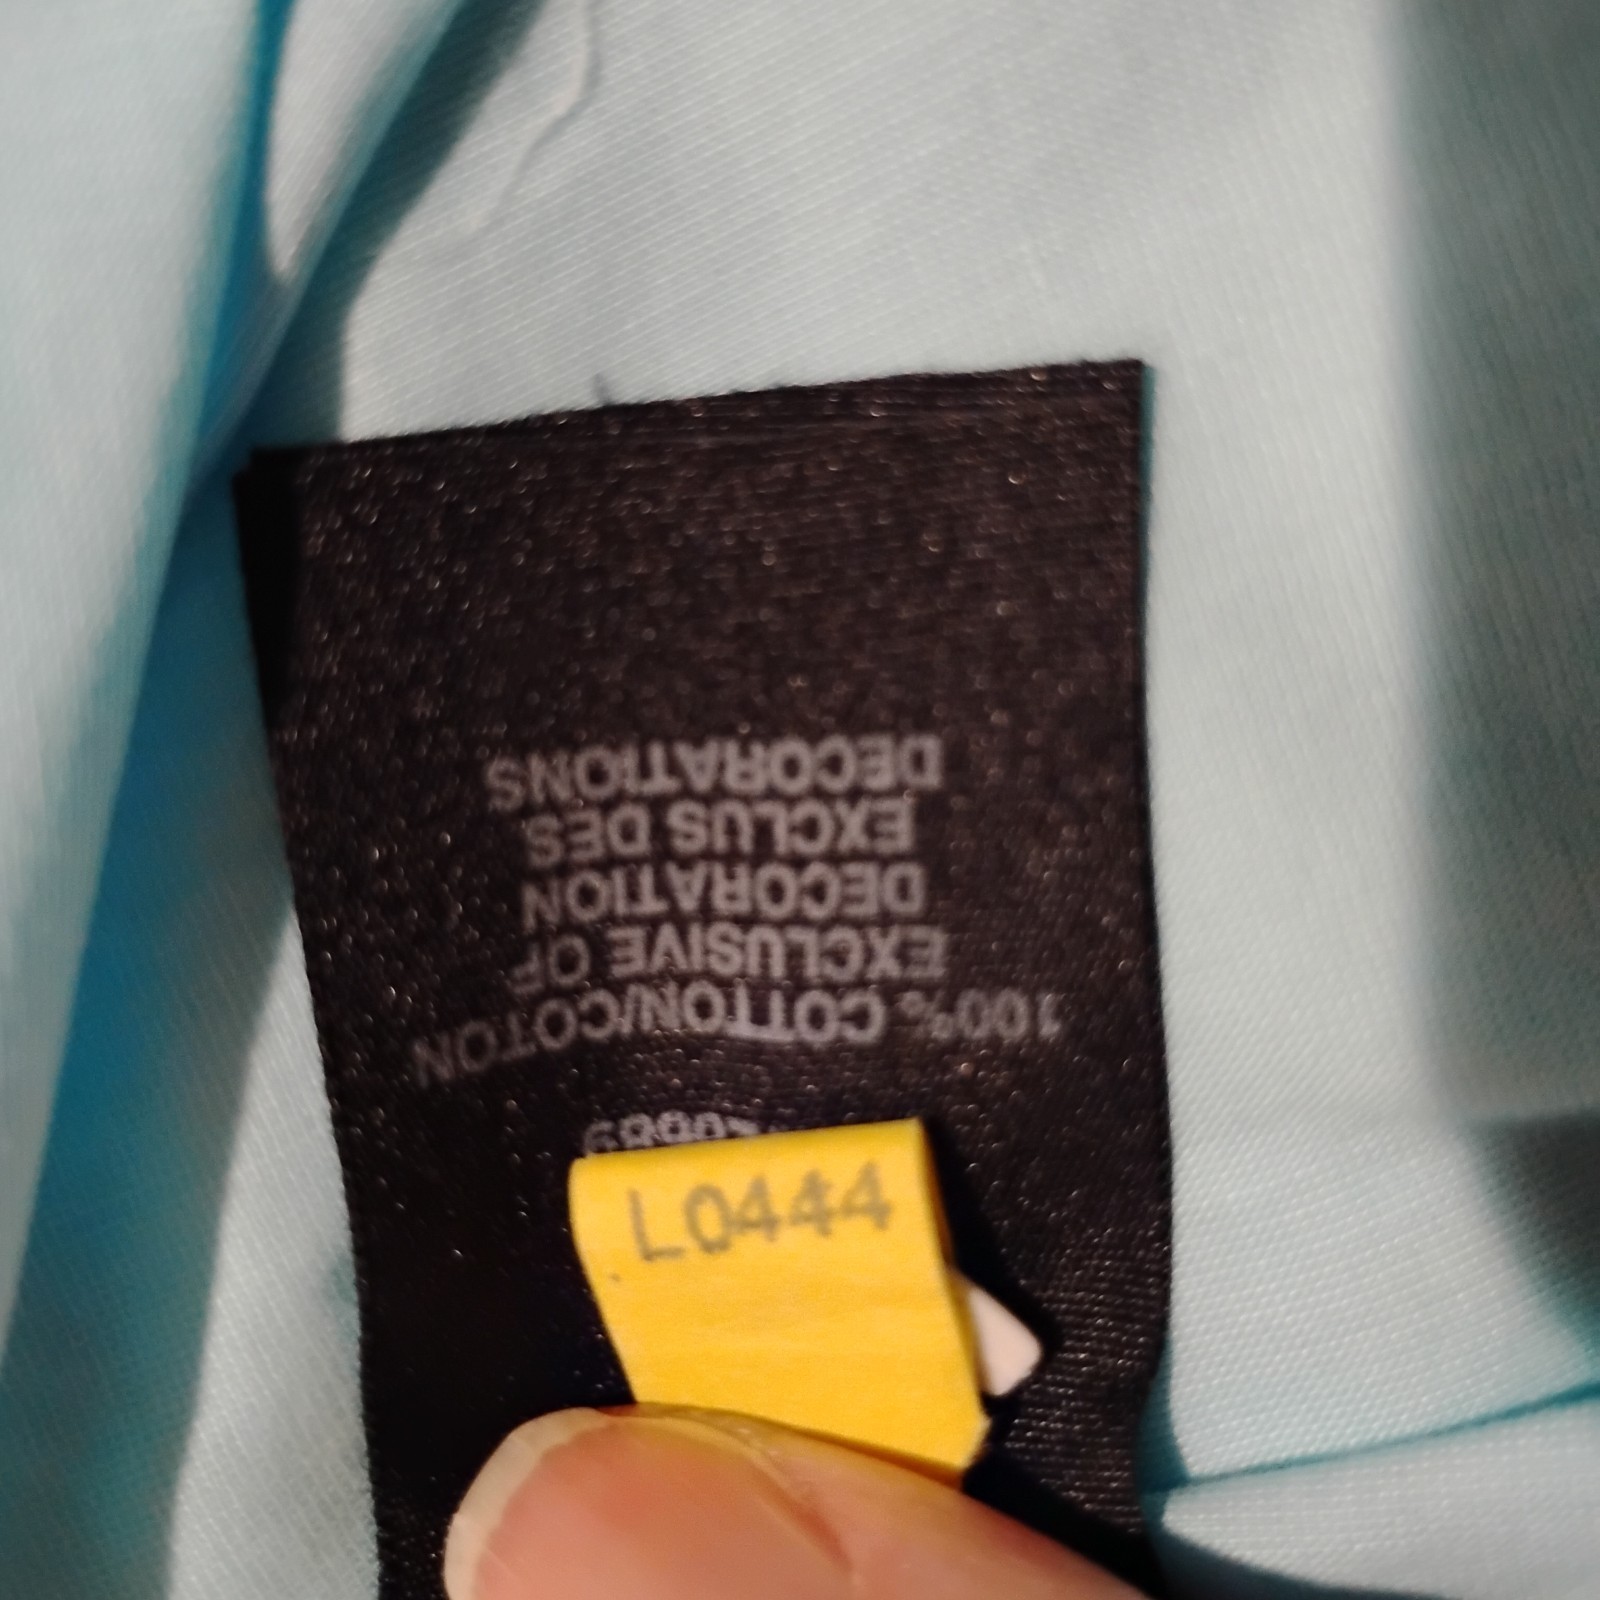 100% COTTON/COTON
EXCLUSIVE OF
DECORATION
EXCLUS DES
DECORATIONS
L0444